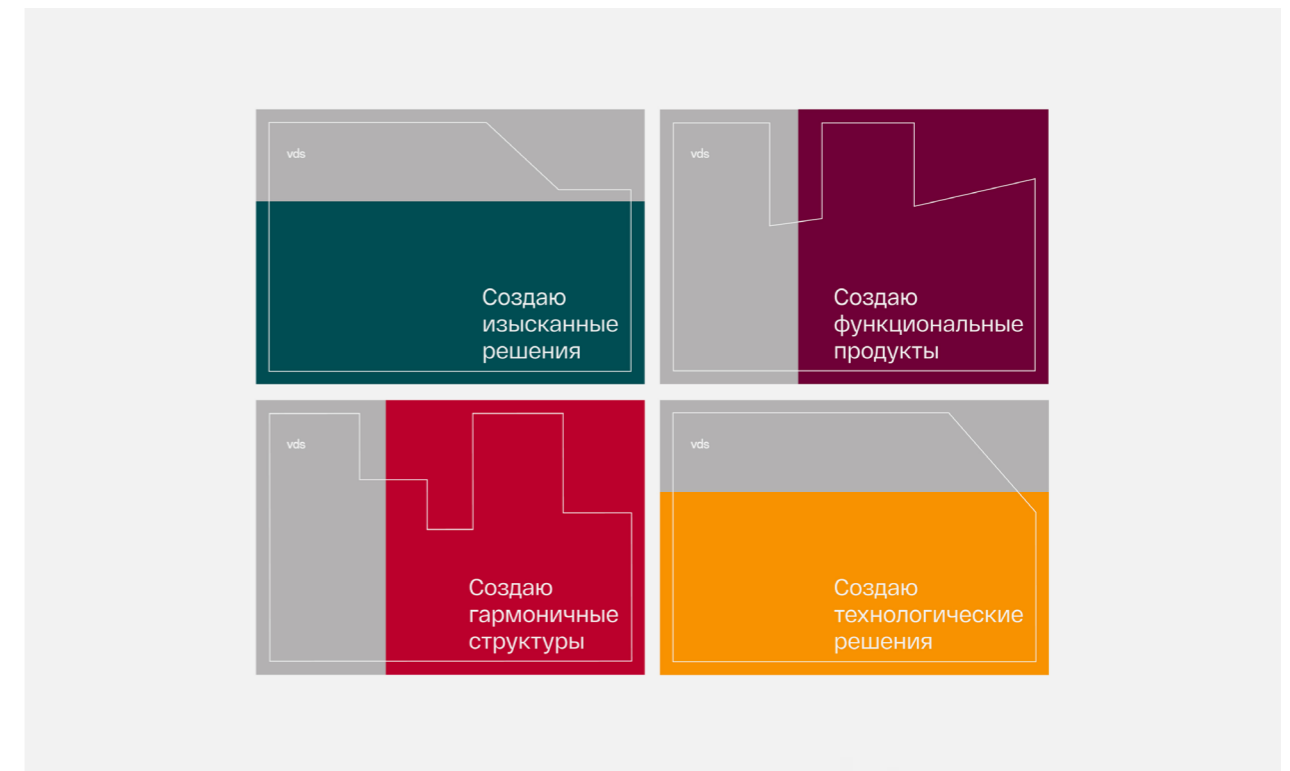 vds
Создаю
изысканные
решения
vds
Создаю
функциональные
продукты
vds
Создаю
гармоничные
структуры
vds
Создаю
технологические
решения